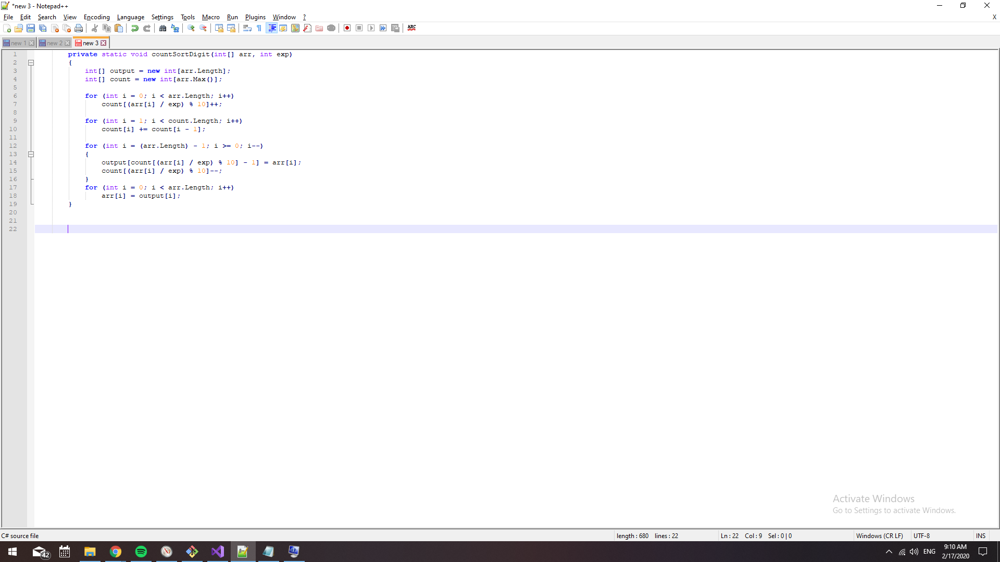 *new 3 - Notepad++
File Edit Search View Encoding Language Settings Tools Macro Run Plugins Window ? X
ABC
new 1 new 2 new 3
1 private static void countSortDigit(int[] arr, int exp)
2 {
3 int[] output = new int[arr.Length];
4 int[] count = new int[arr.Max()];
5
6 for (int i = 0; i < arr.Length; i++)
7 count[(arr[i] / exp) % 10]++;
8
9 for (int i = 1; i < count.Length; i++)
10 count[i] += count[i - 1];
11
12 for (int i = (arr.Length) - 1; i >= 0; i--)
13 {
14 output[count[(arr[i] / exp) % 10] - 1] = arr[i];
15 count[(arr[i] / exp) % 10]--;
16 }
17 for (int i = 0; i < arr.Length; i++)
18 arr[i] = output[i];
19 }
20
21
22
Activate Windows
Go to Settings to activate Windows.
C# source file length : 680 lines : 22 Ln : 22 Col : 9 Sel : 0 | 0 Windows (CR LF) UTF-8 INS
42 ENG 9:10 AM
2/17/2020